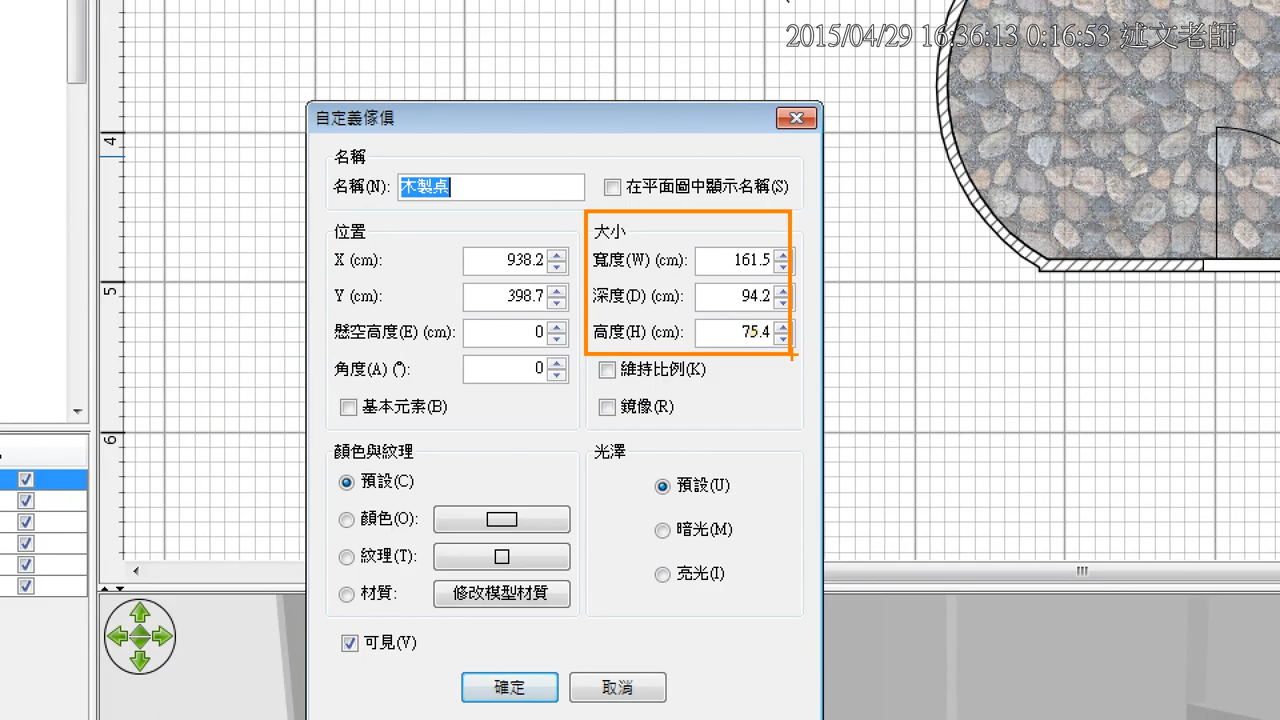 2015/04/29 16:36:13 0:16:53 述文老師
4
5
6
自定義傢俱
名稱
名稱(N): 木製桌
在平面圖中顯示名稱(S)
位置
X (cm): 938.2
Y (cm): 398.7
懸空高度(E) (cm): 0
角度(A) (°): 0
基本元素(B)
大小
寬度(W) (cm): 161.5
深度(D) (cm): 94.2
高度(H) (cm): 75.4
維持比例(K)
鏡像(R)
顏色與紋理
預設(C)
顏色(O):
紋理(T):
材質: 修改模型材質
光澤
預設(U)
暗光(M)
亮光(I)
可見(V)
確定 取消